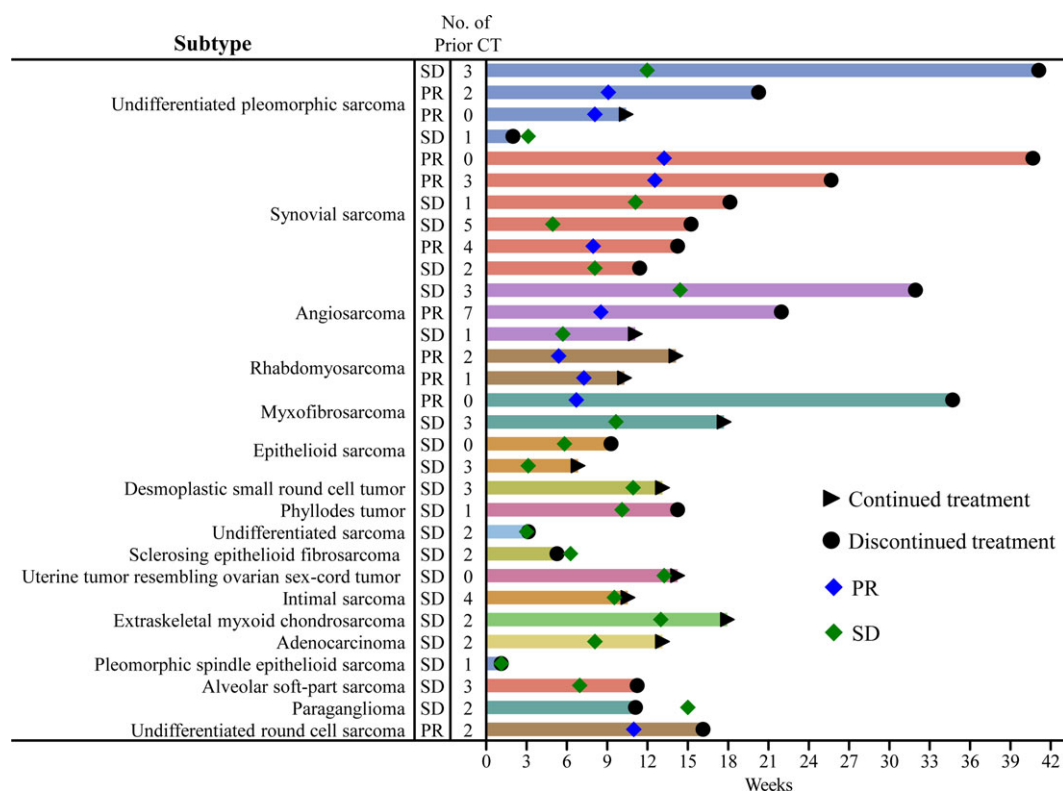 Subtype
No. of
Prior CT
SD 3
PR 2
Undifferentiated pleomorphic sarcoma
PR 0
SD 1
PR 0
PR 3
SD 1
Synovial sarcoma
SD 5
PR 4
SD 2
SD 3
Angiosarcoma PR 7
SD 1
PR 2
Rhabdomyosarcoma
PR 1
PR 0
Myxofibrosarcoma
SD 3
SD 0
Epithelioid sarcoma
SD 3
Desmoplastic small round cell tumor SD 3
Phyllodes tumor SD 1
Undifferentiated sarcoma SD 2
Sclerosing epithelioid fibrosarcoma SD 2
Uterine tumor resembling ovarian sex-cord tumor SD 0
Intimal sarcoma SD 4
Extraskeletal myxoid chondrosarcoma SD 2
Adenocarcinoma SD 2
Pleomorphic spindle epithelioid sarcoma SD 1
Alveolar soft-part sarcoma SD 3
Paraganglioma SD 2
Undifferentiated round cell sarcoma PR 2
Continued treatment
Discontinued treatment
PR
SD
0 3 6 9 12 15 18 21 24 27 30 33 36 39 42
Weeks